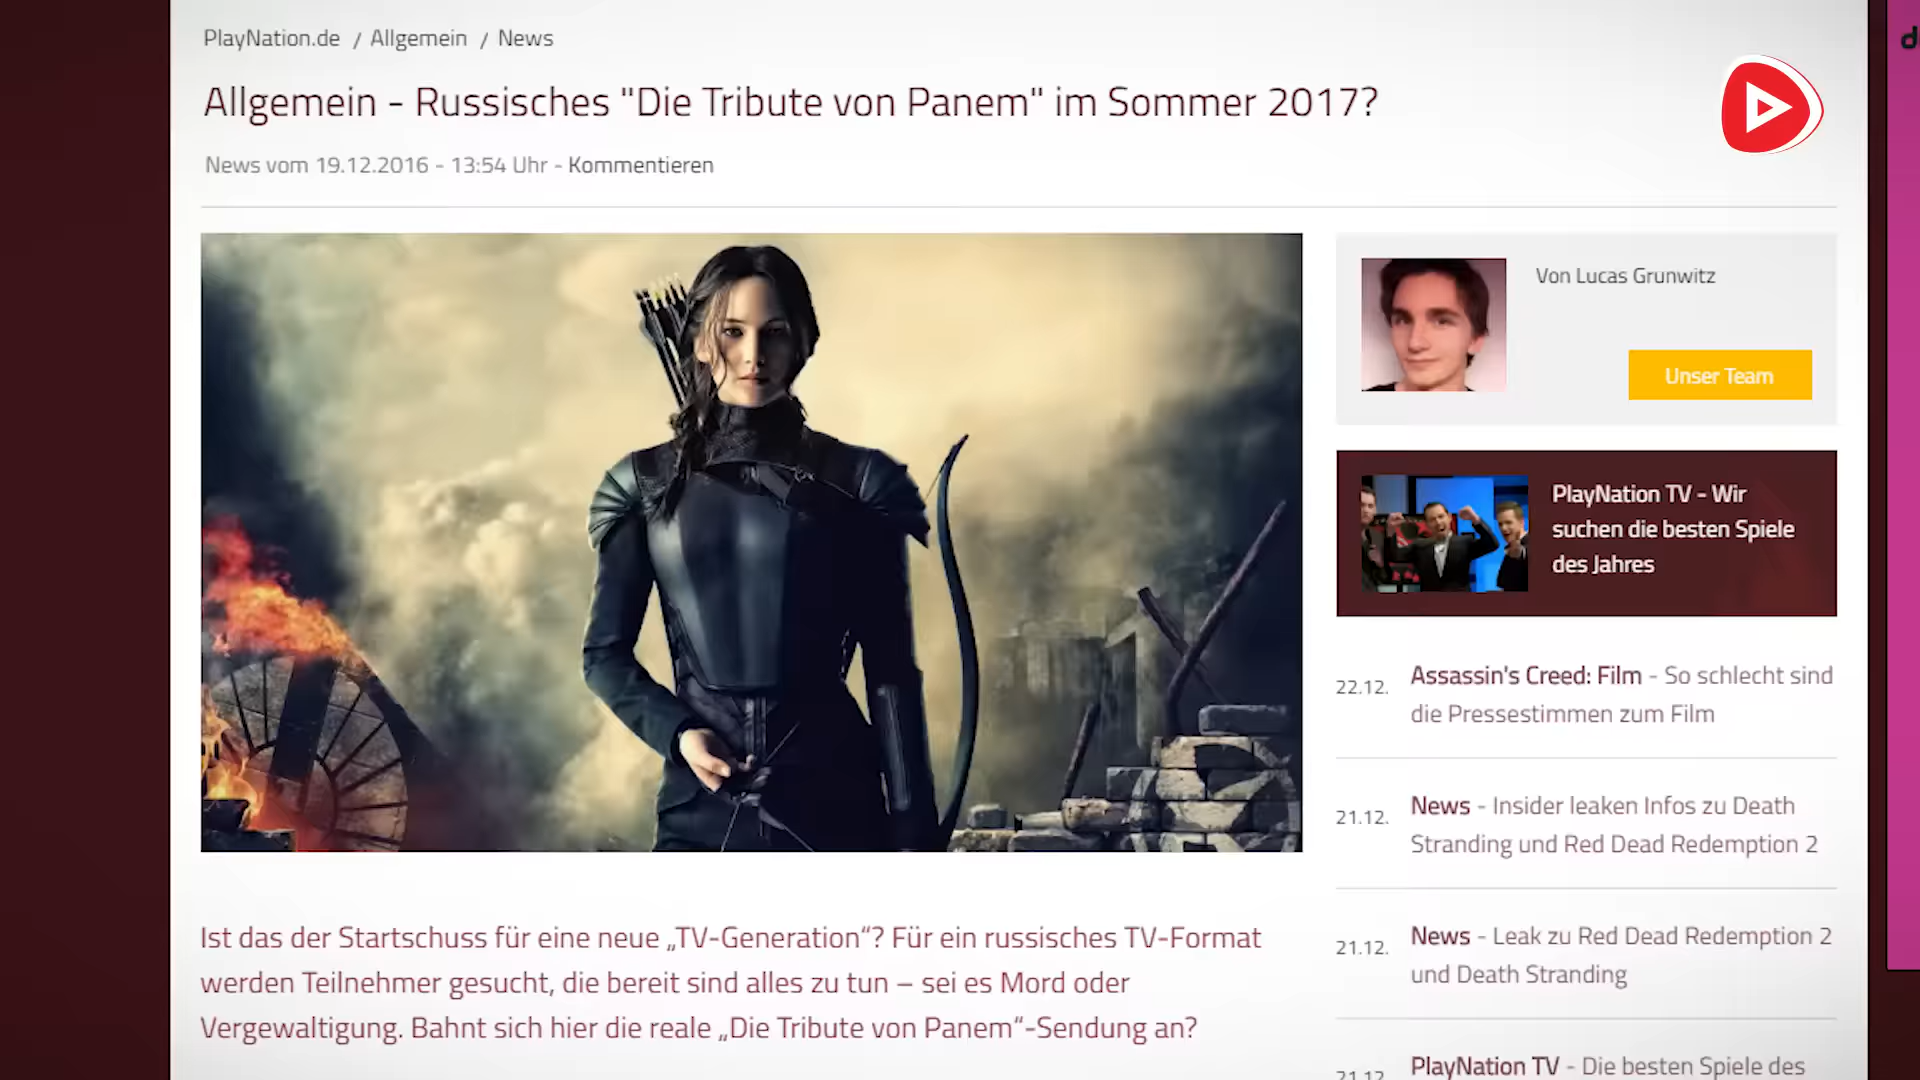 PlayNation.de / Allgemein / News
Allgemein - Russisches "Die Tribute von Panem" im Sommer 2017?
News vom 19.12.2016 - 13:54 Uhr - Kommentieren
Von Lucas Grunwitz
Unser Team
PlayNation TV - Wir
suchen die besten Spiele
des Jahres
22.12.
Assassin's Creed: Film - So schlecht sind
die Pressestimmen zum Film
21.12.
News - Insider leaken Infos zu Death
Stranding und Red Dead Redemption 2
21.12.
News - Leak zu Red Dead Redemption 2
und Death Stranding
21.12.
PlayNation TV - Die besten Spiele des
Ist das der Startschuss für eine neue „TV-Generation“? Für ein russisches TV-Format
werden Teilnehmer gesucht, die bereit sind alles zu tun – sei es Mord oder
Vergewaltigung. Bahnt sich hier die reale „Die Tribute von Panem“-Sendung an?